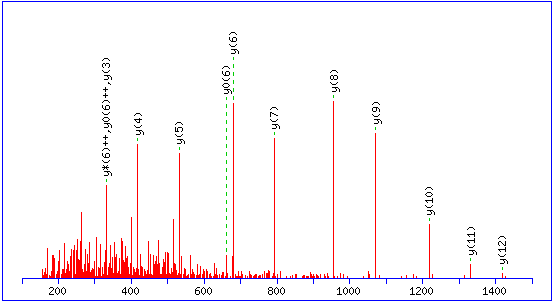 y*(6)++,y0(6)++,y(3)
y(4)
y(5)
y0(6)
y(6)
y(7)
y(8)
y(9)
y(10)
y(11)
y(12)
200 400 600 800 1000 1200 1400